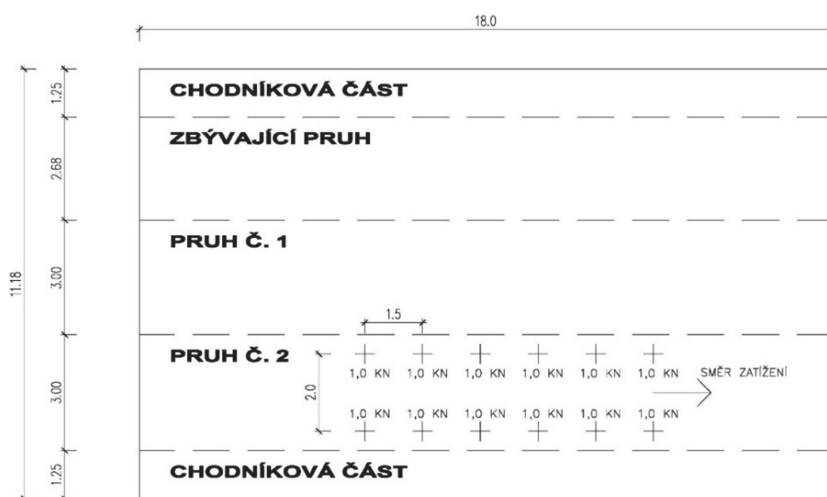 18.0
CHODNÍKOVÁ ČÁST
1.25
ZBÝVAJÍCÍ PRUH
2.68
PRUH Č. 1
3.00
11.18
1.5
PRUH Č. 2
1,0 KN 1,0 KN 1,0 KN 1,0 KN 1,0 KN 1,0 KN
SMĚR ZATÍŽENÍ
3.00
2.0
1,0 KN 1,0 KN 1,0 KN 1,0 KN 1,0 KN 1,0 KN
CHODNÍKOVÁ ČÁST
1.25